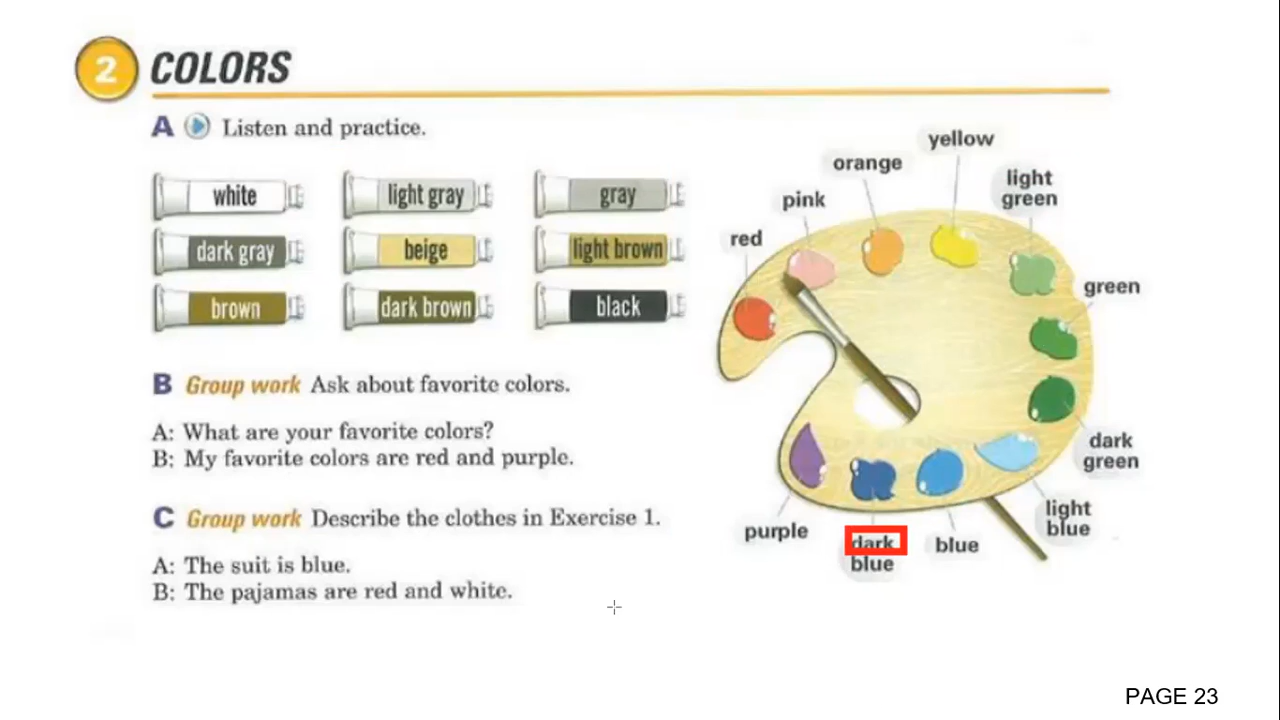 2 COLORS
A Listen and practice.
white
light gray
gray
dark gray
beige
light brown
brown
dark brown
black
B Group work Ask about favorite colors.
A: What are your favorite colors?
B: My favorite colors are red and purple.
C Group work Describe the clothes in Exercise 1.
A: The suit is blue.
B: The pajamas are red and white.
red
pink
orange
yellow
light
green
green
dark
green
light
blue
blue
dark
blue
purple
PAGE 23